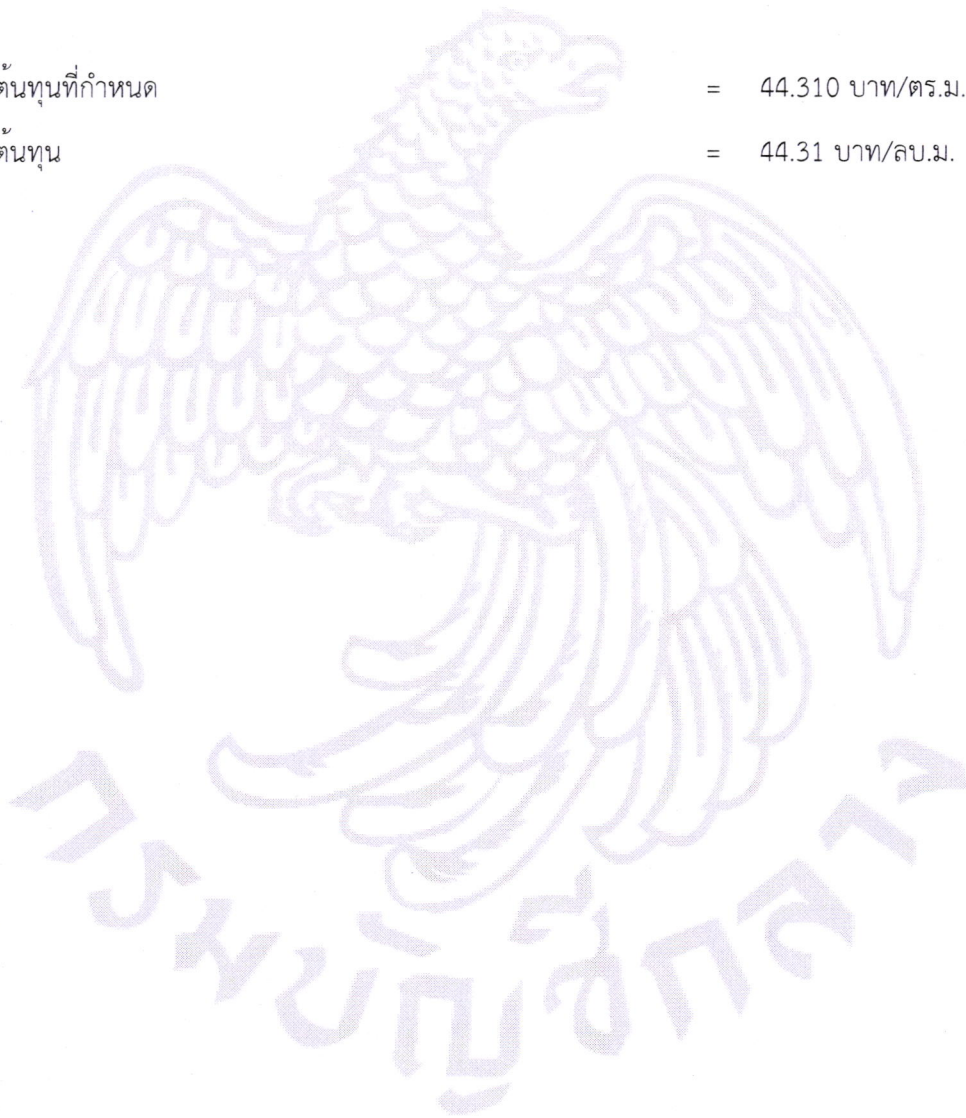 ต้นทุนที่กำหนด = 44.310 บาท/ตร.ม.
ต้นทุน = 44.31 บาท/ลบ.ม.
กรมบัญชีกลาง